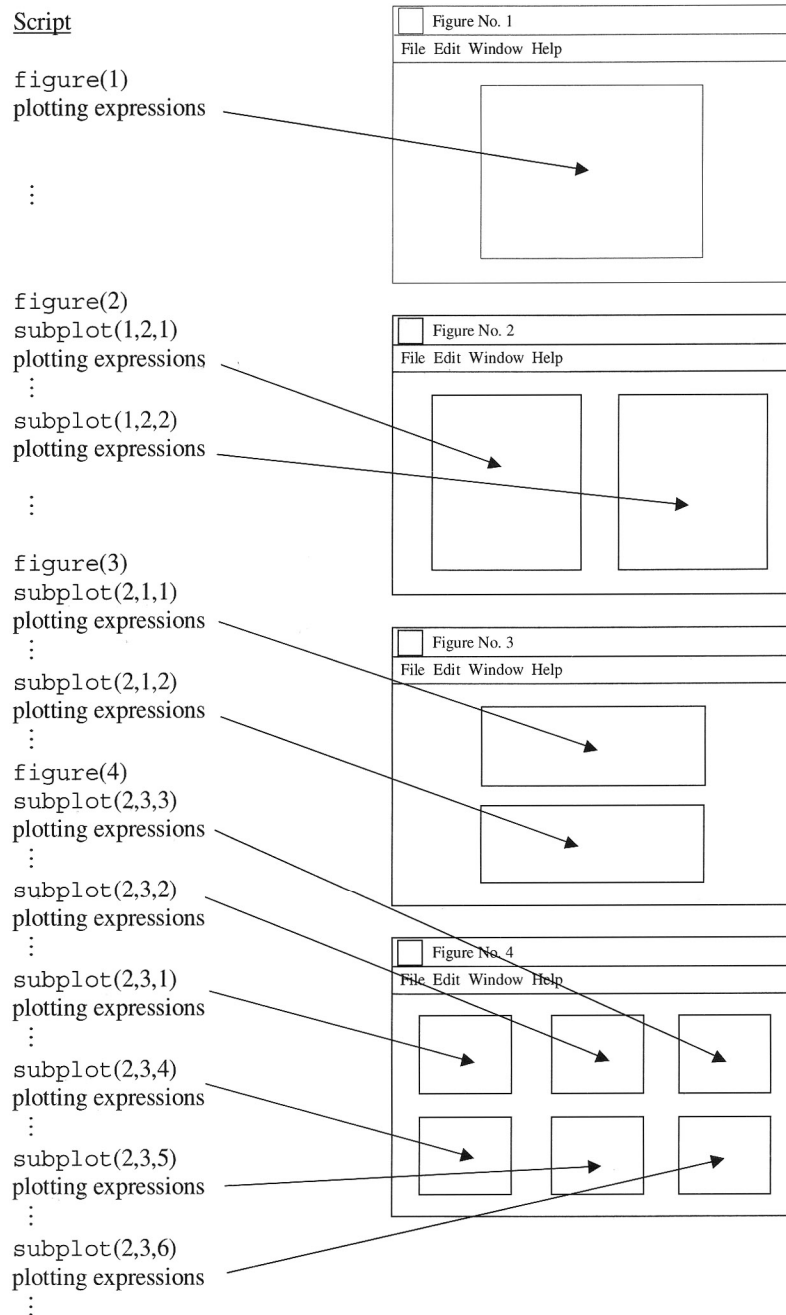 Script
figure(1)
plotting expressions
⋮
figure(2)
subplot(1,2,1)
plotting expressions
⋮
subplot(1,2,2)
plotting expressions
⋮
figure(3)
subplot(2,1,1)
plotting expressions
⋮
subplot(2,1,2)
plotting expressions
⋮
figure(4)
subplot(2,3,3)
plotting expressions
⋮
subplot(2,3,2)
plotting expressions
⋮
subplot(2,3,1)
plotting expressions
⋮
subplot(2,3,4)
plotting expressions
⋮
subplot(2,3,5)
plotting expressions
⋮
subplot(2,3,6)
plotting expressions
⋮
Figure No. 1
File Edit Window Help
Figure No. 2
File Edit Window Help
Figure No. 3
File Edit Window Help
Figure No. 4
File Edit Window Help